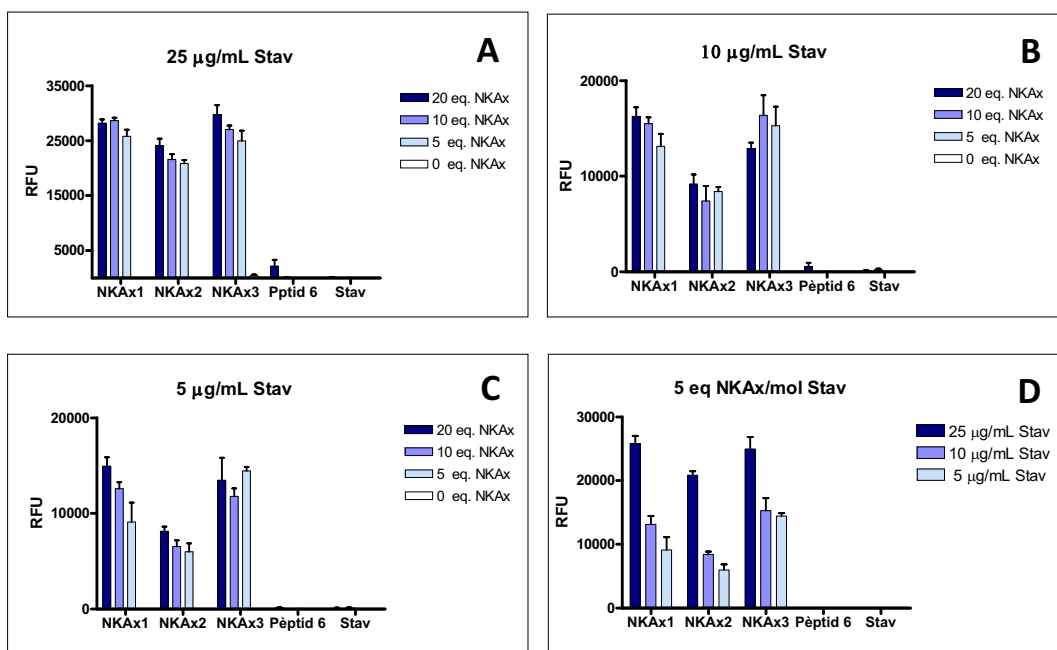 25 μg/mL Stav
A
35000
25000
15000
5000
RFU
NKAx1 NKAx2 NKAx3 Pptid 6 Stav
20 eq. NKAx
10 eq. NKAx
5 eq. NKAx
0 eq. NKAx
10 μg/mL Stav
B
20000
10000
0
RFU
NKAx1 NKAx2 NKAx3 Pèptid 6 Stav
20 eq. NKAx
10 eq. NKAx
5 eq. NKAx
0 eq. NKAx
5 μg/mL Stav
C
20000
10000
0
RFU
NKAx1 NKAx2 NKAx3 Pèptid 6 Stav
20 eq. NKAx
10 eq. NKAx
5 eq. NKAx
0 eq. NKAx
5 eq NKAx/mol Stav
D
30000
20000
10000
0
RFU
NKAx1 NKAx2 NKAx3 Pèptid 6 Stav
25 μg/mL Stav
10 μg/mL Stav
5 μg/mL Stav